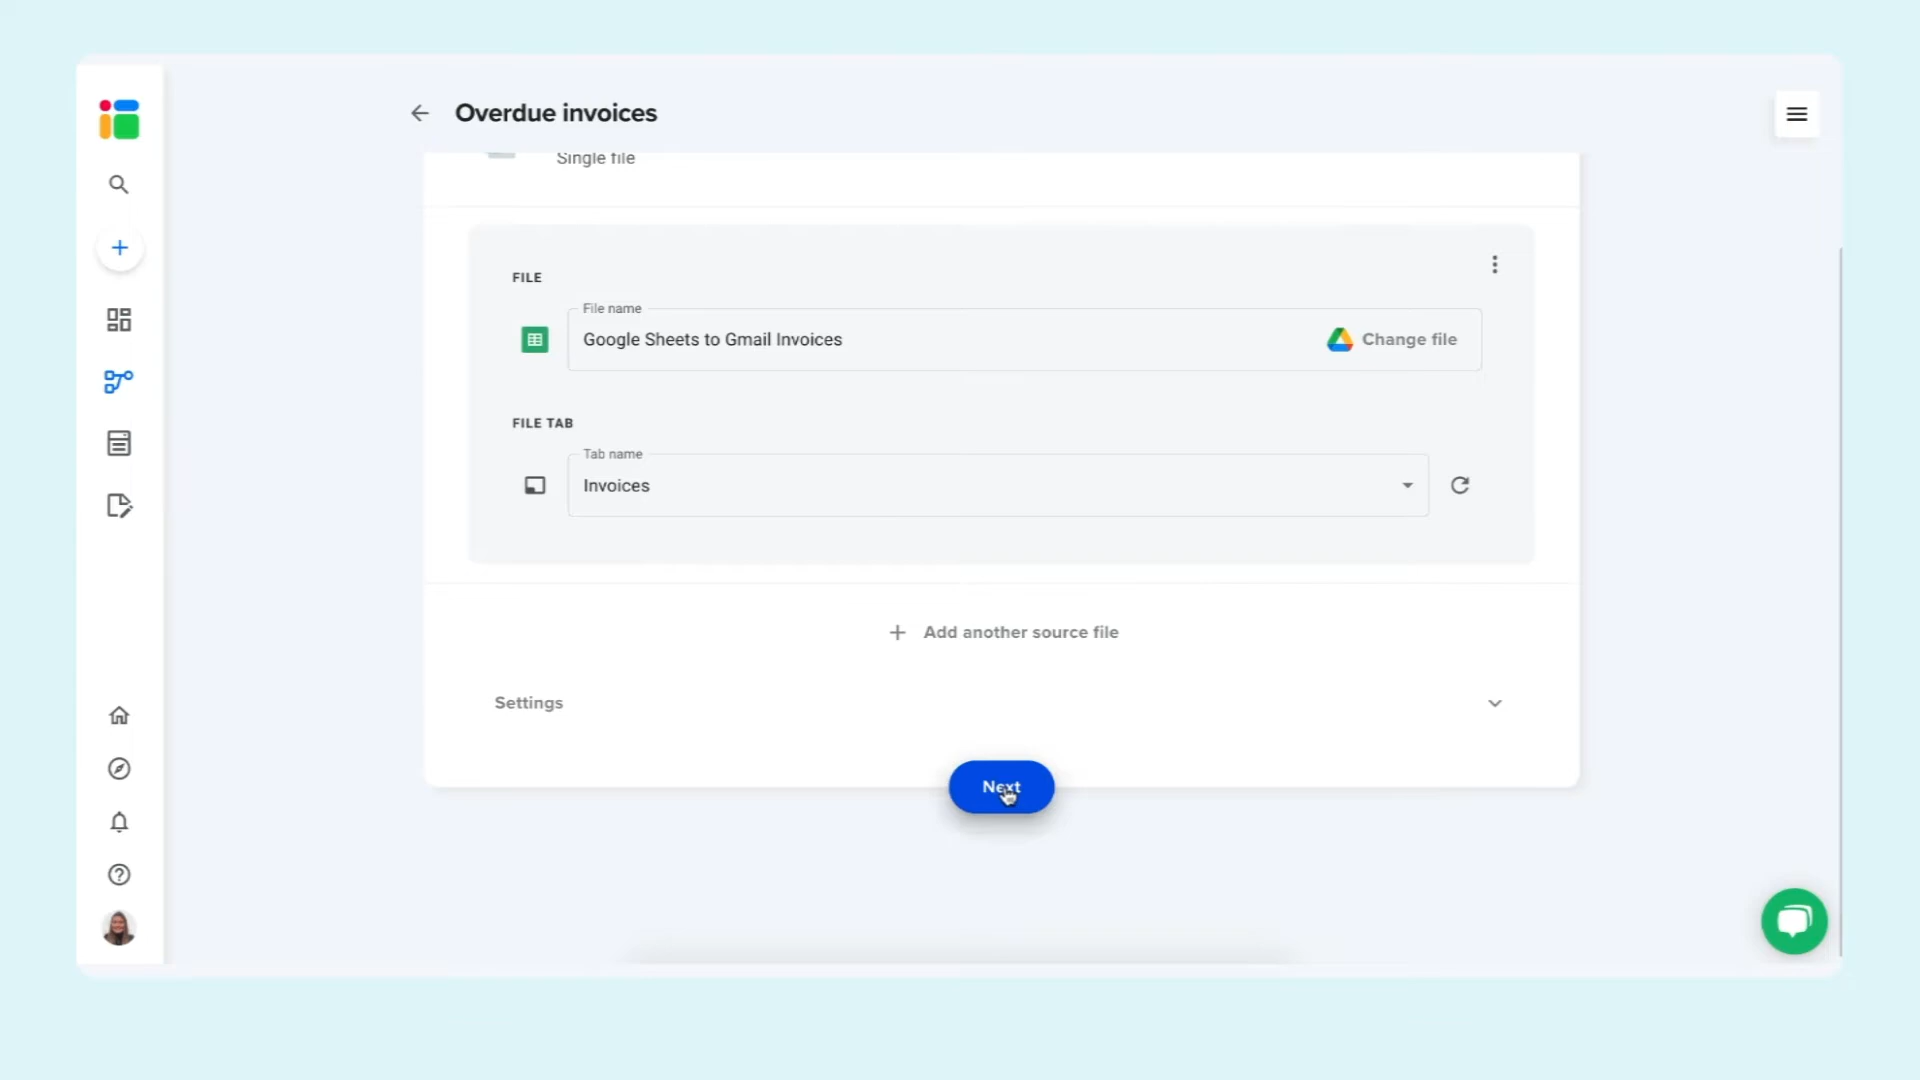 Overdue invoices
Single file
FILE
File name
Google Sheets to Gmail Invoices
Change file
FILE TAB
Tab name
Invoices
Add another source file
Settings
Next